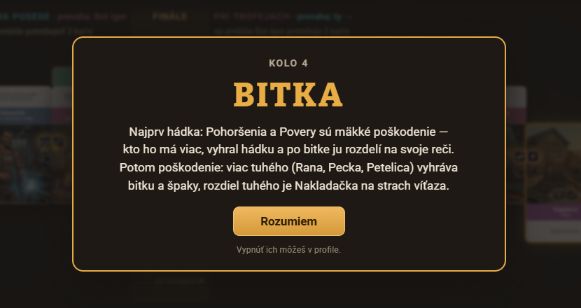 FINÁLE
KOLO 4
BITKA
Najprv hádka: Pohoršenia a Povery sú mäkké poškodenie —
kto ho má viac, vyhral hádku a po bitke ju rozdelí na svoje reči.
Potom poškodenie: viac tuhého (Rana, Pecka, Petelica) vyhráva
bitku a špaky, rozdiel tuhého je Nakladačka na strach víťaza.
Rozumiem
Vypnúť ich môžeš v profile.